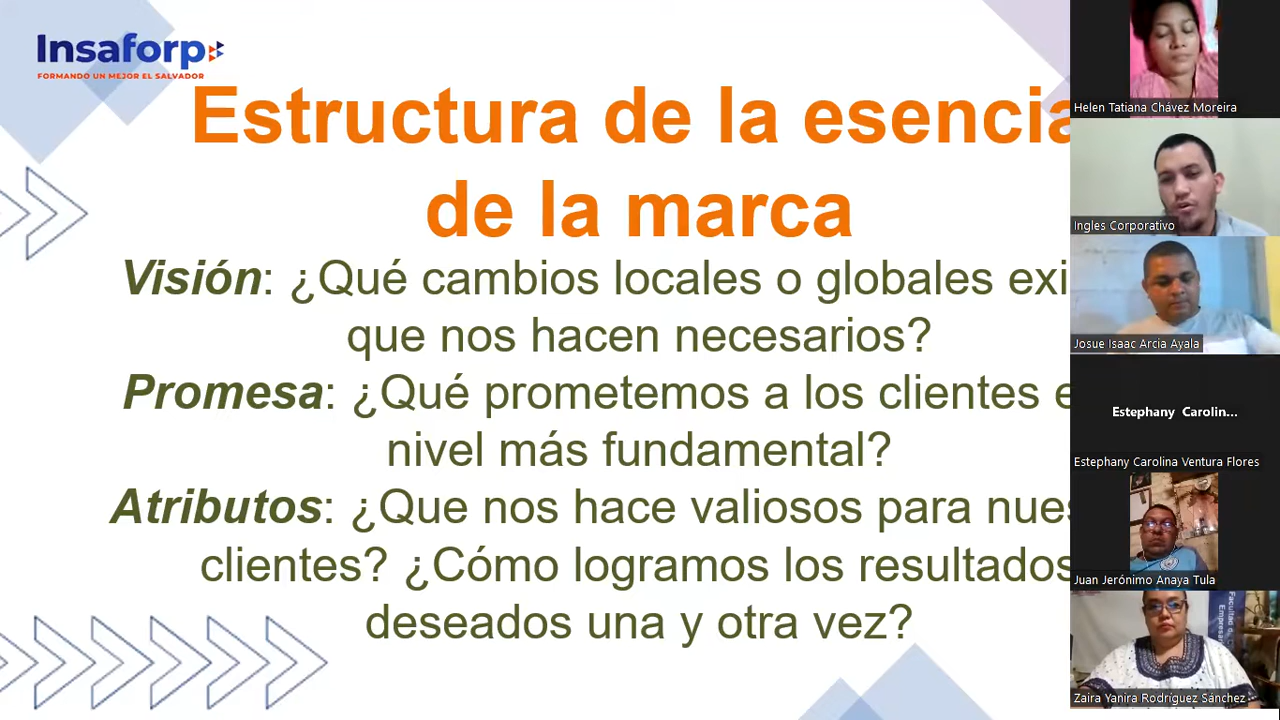 Insaforp
FORMANDO UN MEJOR EL SALVADOR
Estructura de la esencia
de la marca
Visión: ¿Qué cambios locales o globales exi
que nos hacen necesarios?
Promesa: ¿Qué prometemos a los clientes e
nivel más fundamental?
Atributos: ¿Que nos hace valiosos para nues
clientes? ¿Cómo logramos los resultados
deseados una y otra vez?
Helen Tatiana Chávez Moreira
Ingles Corporativo
Josue Isaac Arcia Ayala
Estephany Carolin...
Estephany Carolina Ventura Flores
Juan Jerónimo Anaya Tula
Zaira Yanira Rodríguez Sánchez